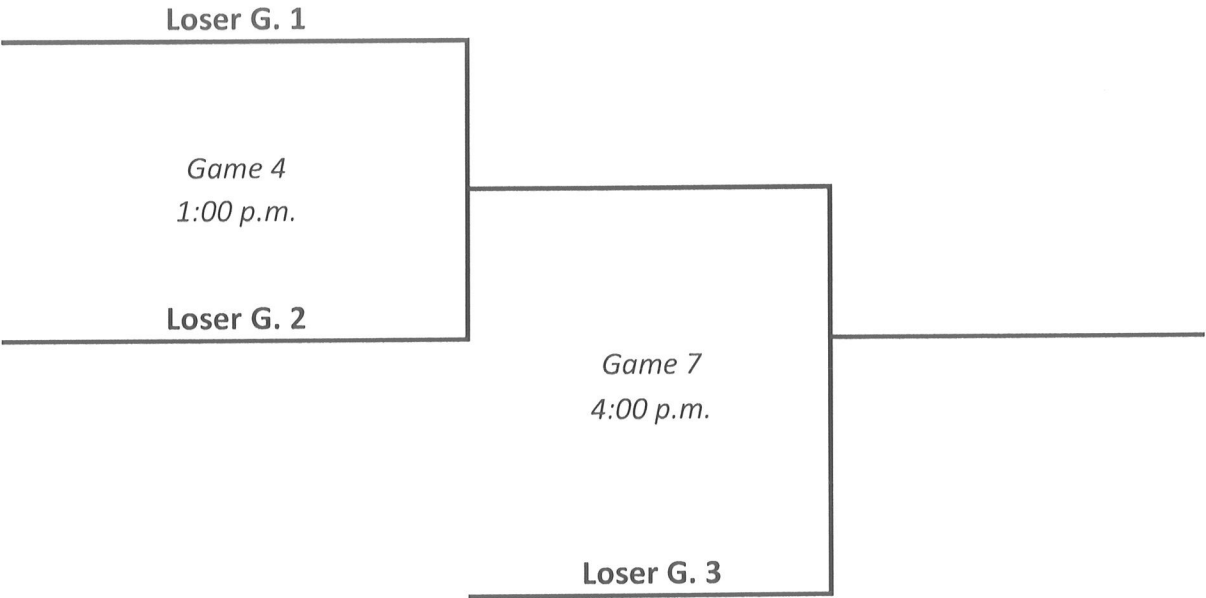 Loser G. 1
Game 4
1:00 p.m.
Loser G. 2
Game 7
4:00 p.m.
Loser G. 3